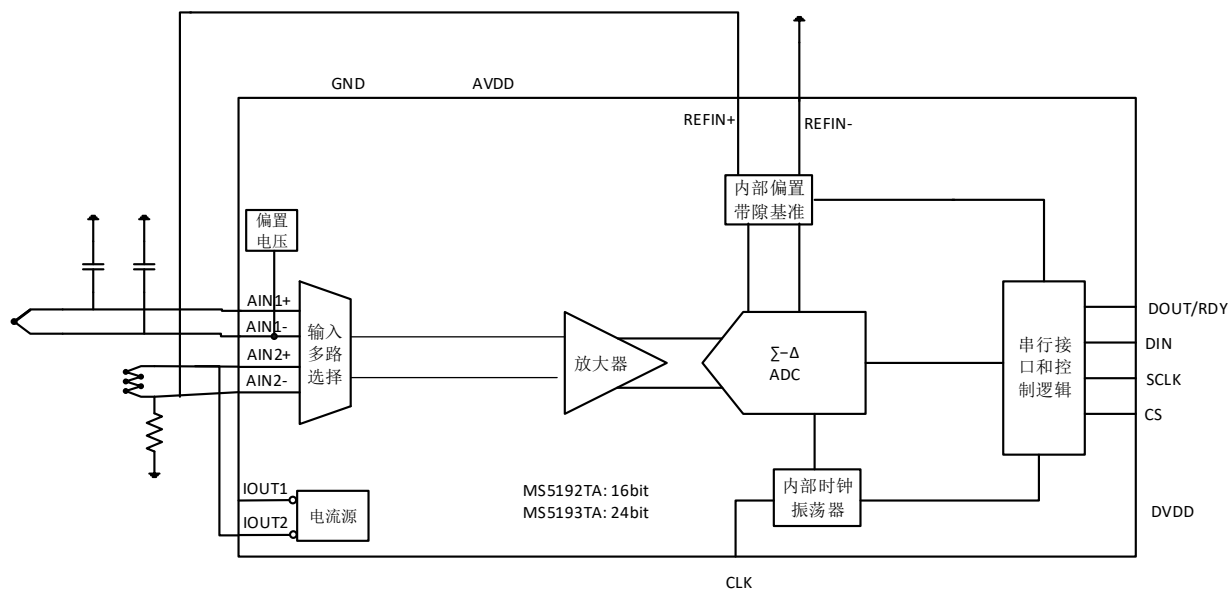 GND
AVDD
REFIN+
REFIN-
内部偏置
带隙基准
偏置
电压
AIN1+
AIN1-
AIN2+
AIN2-
输入
多路
选择
放大器
Σ-Δ
ADC
串行接
口和控
制逻辑
DOUT/RDY
DIN
SCLK
CS
IOUT1
IOUT2
电流源
MS5192TA: 16bit
MS5193TA: 24bit
内部时钟
振荡器
DVDD
CLK